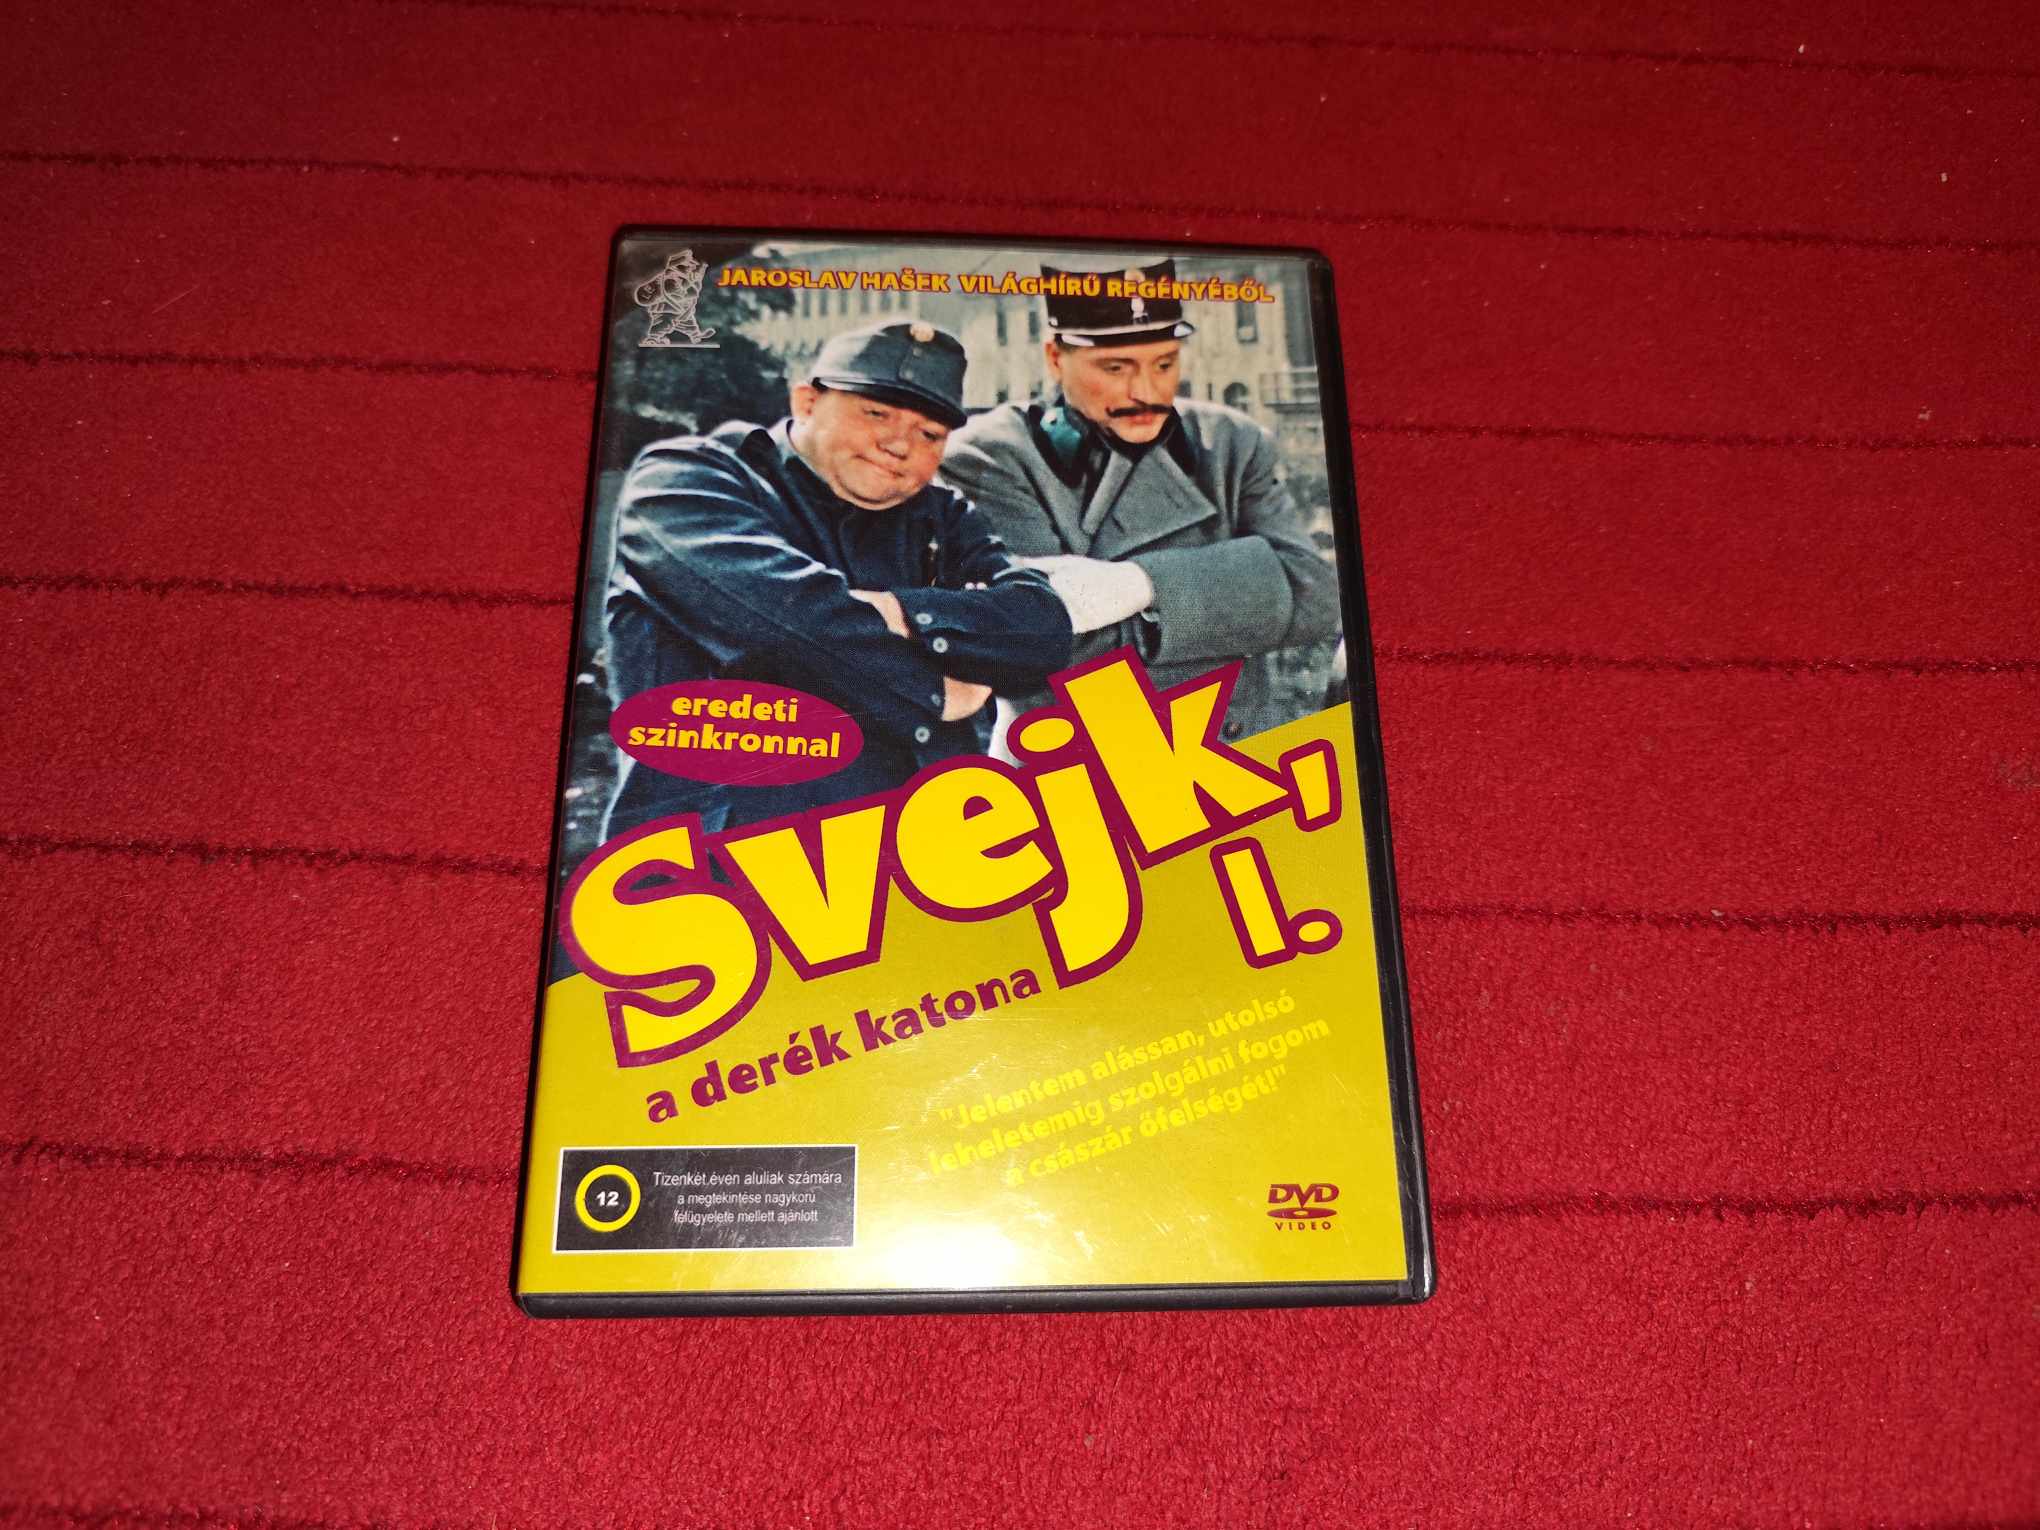 JAROSLAV HAŠEK VILÁGHÍRŰ REGÉNYÉBŐL
eredeti
szinkronnal
Svejk,
a derék katona
I.
"Jelentem alássan, utolsó
leheletemig szolgálni fogom
a császár őfelségét!"
12
Tizenkét éven aluliak számára
a megtekintése nagykorú
felügyelete mellett ajánlott
DVD
VIDEO